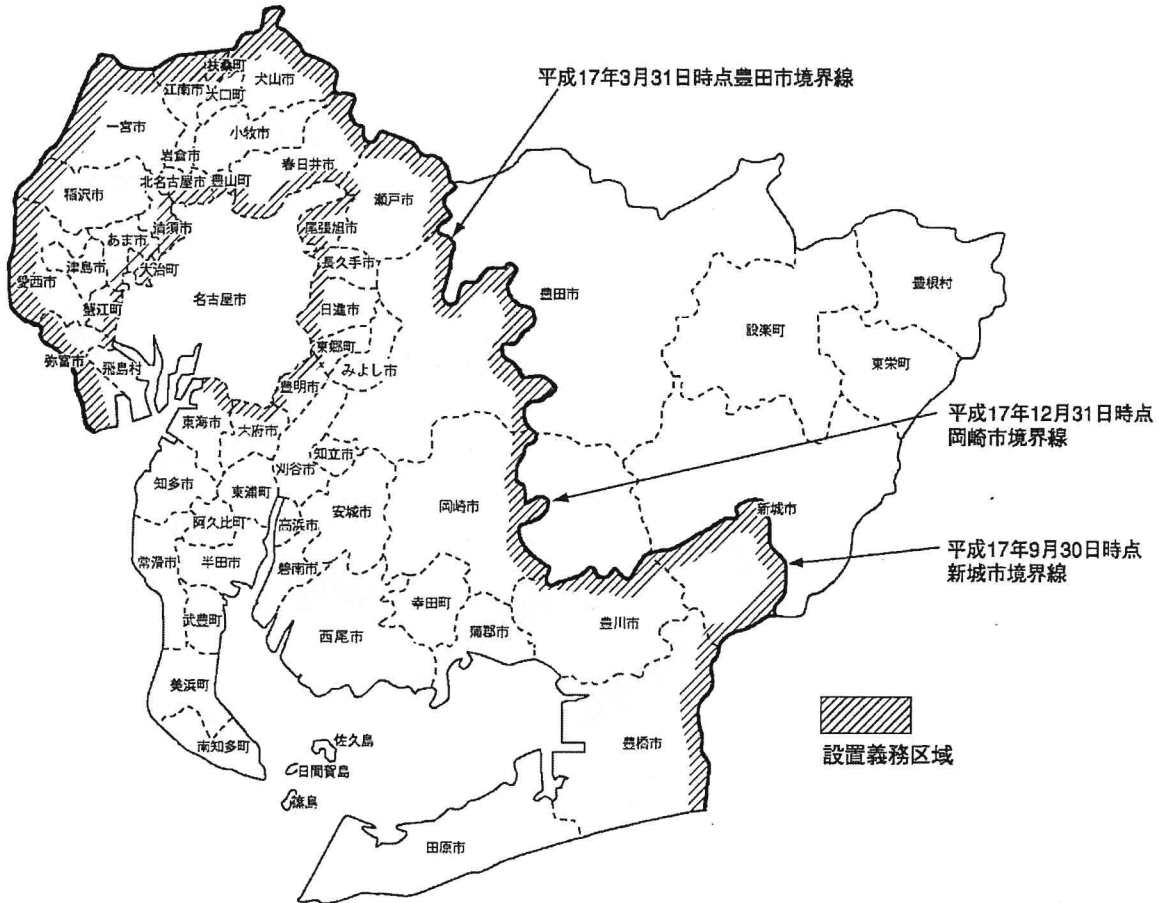 平成17年3月31日時点豊田市境界線
扶桑町
犬山市
江南市
大口町
一宮市
小牧市
岩倉市
春日井市
北名古屋市
豊山町
稲沢市
瀬戸市
清須市
尾張旭市
あま市
津島市
大治町
長久手市
愛西市
名古屋市
豊田市
豊根村
蟹江町
日進市
設楽町
弥富市
飛島村
東郷町
みよし市
東栄町
豊明市
東海市
大府市
平成17年12月31日時点
岡崎市境界線
知立市
刈谷市
知多市
東浦町
安城市
岡崎市
新城市
阿久比町
高浜市
常滑市
半田市
碧南市
平成17年9月30日時点
新城市境界線
武豊町
幸田町
西尾市
蒲郡市
豊川市
美浜町
南知多町
佐久島
豊橋市
設置義務区域
日間賀島
篠島
田原市